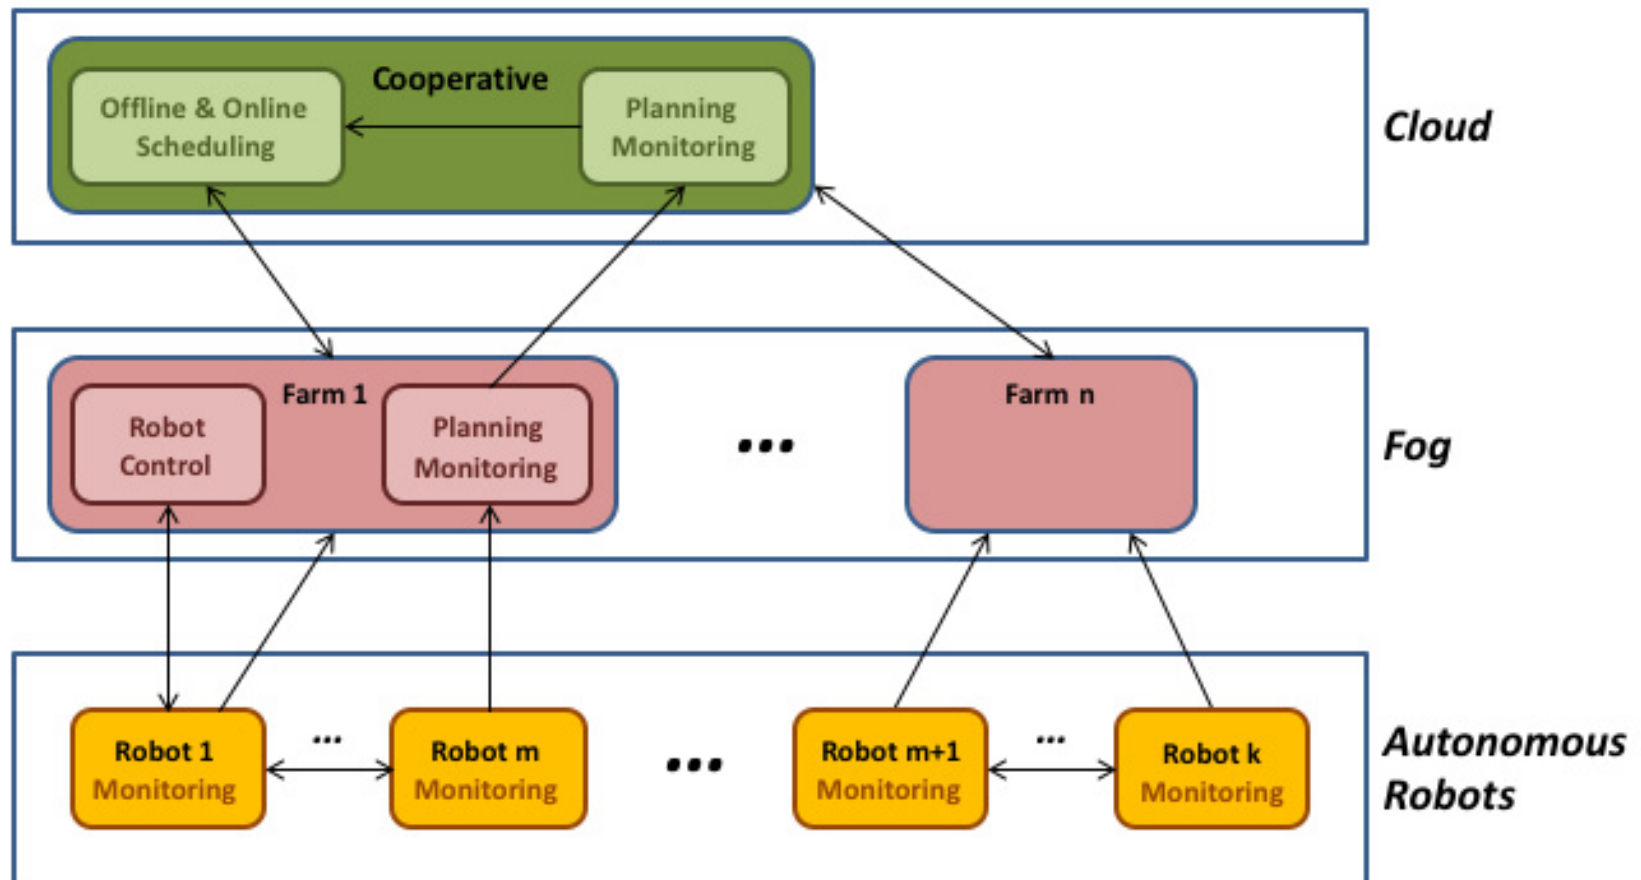 Cooperative
Offline & Online
Scheduling
Planning
Monitoring
Cloud
Farm 1
Robot
Control
Planning
Monitoring
...
Farm n
Fog
Robot 1
Monitoring
...
Robot m
Monitoring
...
Robot m+1
Monitoring
...
Robot k
Monitoring
Autonomous
Robots